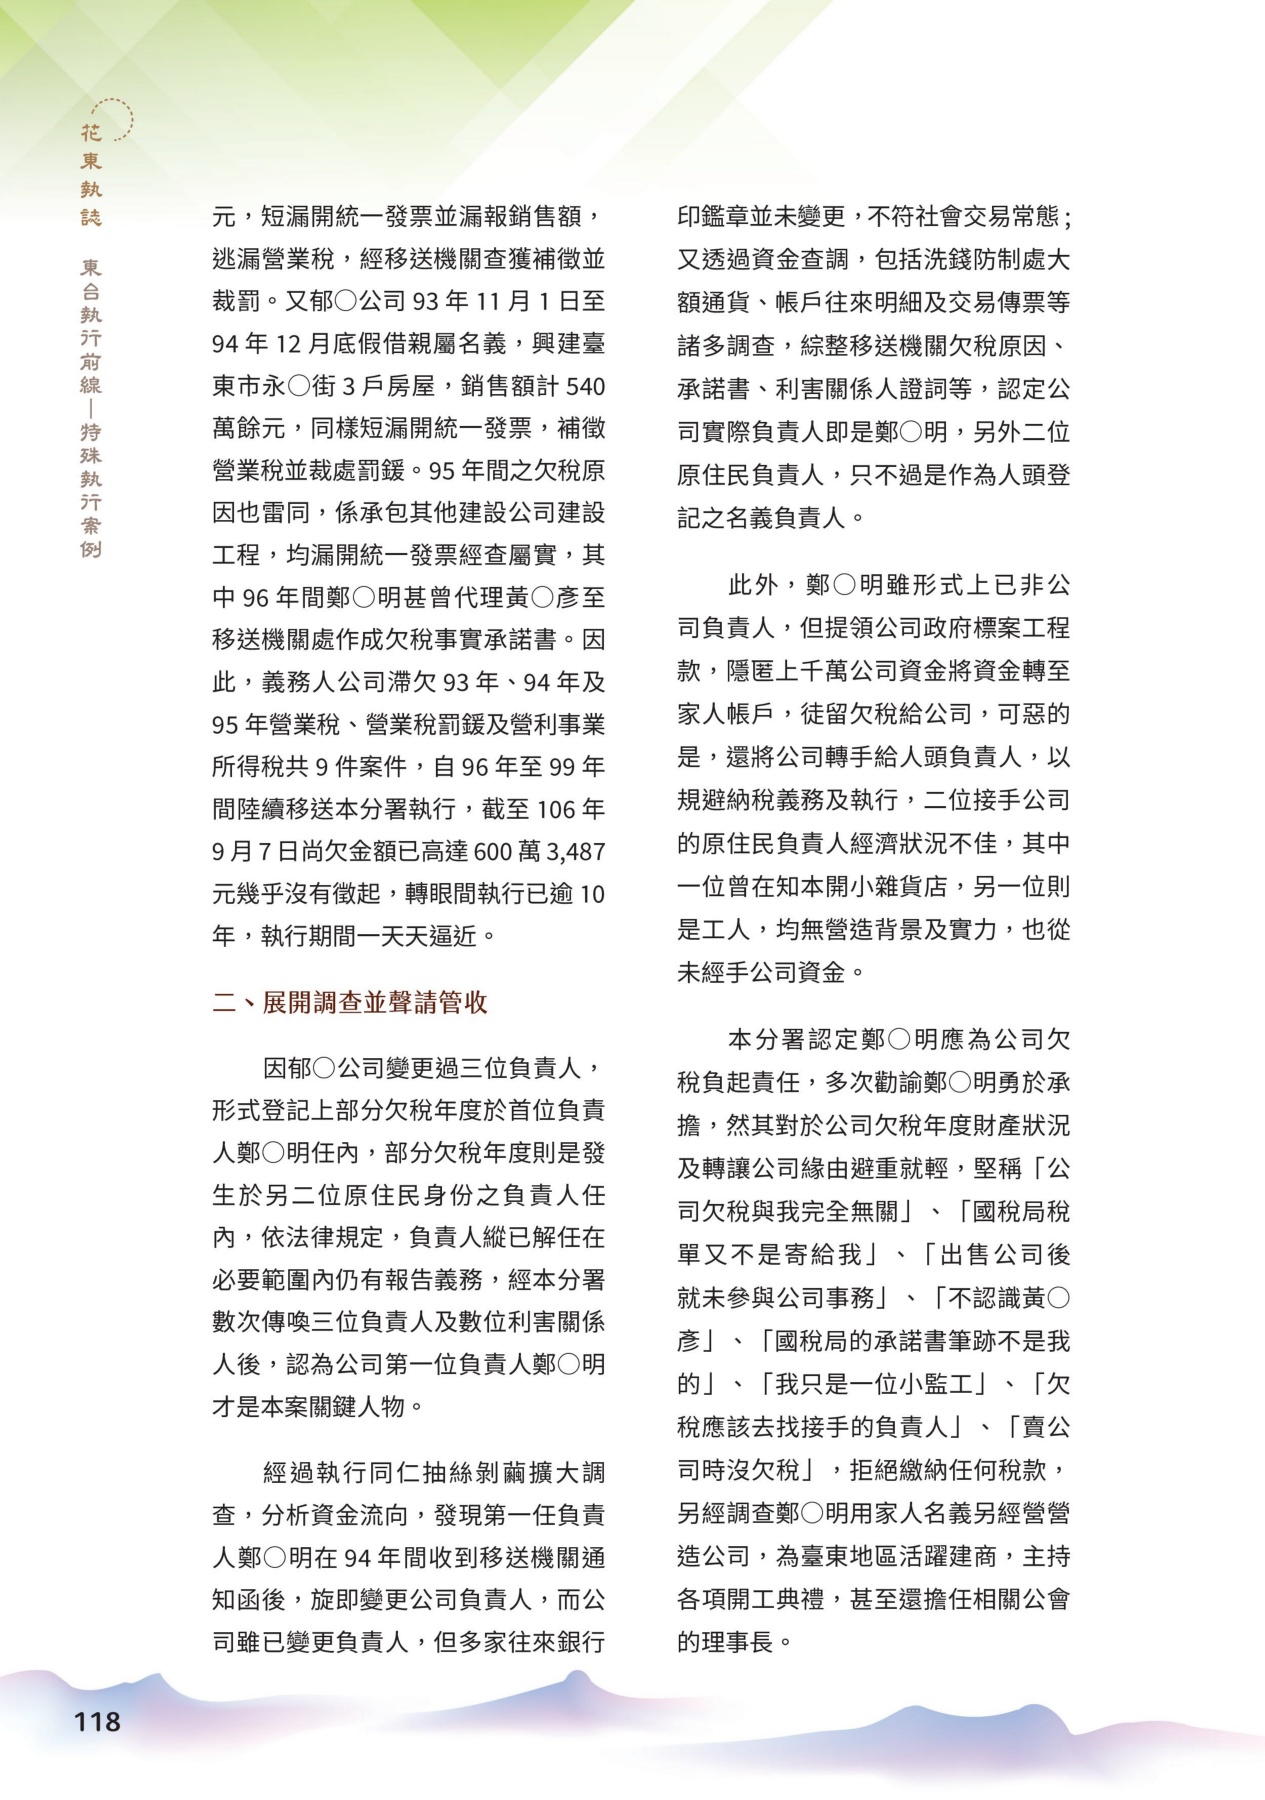 花東執誌
東台執行前線—特殊執行案例
元，短漏開統一發票並漏報銷售額，
逃漏營業稅，經移送機關查獲補徵並
裁罰。又郁○公司 93 年 11 月 1 日至
94 年 12 月底假借親屬名義，興建臺
東市永○街 3 戶房屋，銷售額計 540
萬餘元，同樣短漏開統一發票，補徵
營業稅並裁處罰鍰。95 年間之欠稅原
因也雷同，係承包其他建設公司建設
工程，均漏開統一發票經查屬實，其
中 96 年間鄭○明甚曾代理黃○彥至
移送機關處作成欠稅事實承諾書。因
此，義務人公司滯欠 93 年、94 年及
95 年營業稅、營業稅罰鍰及營利事業
所得稅共 9 件案件，自 96 年至 99 年
間陸續移送本分署執行，截至 106 年
9 月 7 日尚欠金額已高達 600 萬 3,487
元幾乎沒有徵起，轉眼間執行已逾 10
年，執行期間一天天逼近。
二、展開調查並聲請管收
因郁○公司變更過三位負責人，
形式登記上部分欠稅年度於首位負責
人鄭○明任內，部分欠稅年度則是發
生於另二位原住民身份之負責人任
內，依法律規定，負責人縱已解任在
必要範圍內仍有報告義務，經本分署
數次傳喚三位負責人及數位利害關係
人後，認為公司第一位負責人鄭○明
才是本案關鍵人物。
經過執行同仁抽絲剝繭擴大調
查，分析資金流向，發現第一任負責
人鄭○明在 94 年間收到移送機關通
知函後，旋即變更公司負責人，而公
司雖已變更負責人，但多家往來銀行
印鑑章並未變更，不符社會交易常態；
又透過資金查調，包括洗錢防制處大
額通貨、帳戶往來明細及交易傳票等
諸多調查，綜整移送機關欠稅原因、
承諾書、利害關係人證詞等，認定公
司實際負責人即是鄭○明，另外二位
原住民負責人，只不過是作為人頭登
記之名義負責人。
此外，鄭○明雖形式上已非公
司負責人，但提領公司政府標案工程
款，隱匿上千萬公司資金將資金轉至
家人帳戶，徒留欠稅給公司，可惡的
是，還將公司轉手給人頭負責人，以
規避納稅義務及執行，二位接手公司
的原住民負責人經濟狀況不佳，其中
一位曾在知本開小雜貨店，另一位則
是工人，均無營造背景及實力，也從
未經手公司資金。
本分署認定鄭○明應為公司欠
稅負起責任，多次勸諭鄭○明勇於承
擔，然其對於公司欠稅年度財產狀況
及轉讓公司緣由避重就輕，堅稱「公
司欠稅與我完全無關」、「國稅局稅
單又不是寄給我」、「出售公司後
就未參與公司事務」、「不認識黃○
彥」、「國稅局的承諾書筆跡不是我
的」、「我只是一位小監工」、「欠
稅應該去找接手的負責人」、「賣公
司時沒欠稅」，拒絕繳納任何稅款，
另經調查鄭○明用家人名義另經營營
造公司，為臺東地區活躍建商，主持
各項開工典禮，甚至還擔任相關公會
的理事長。
118